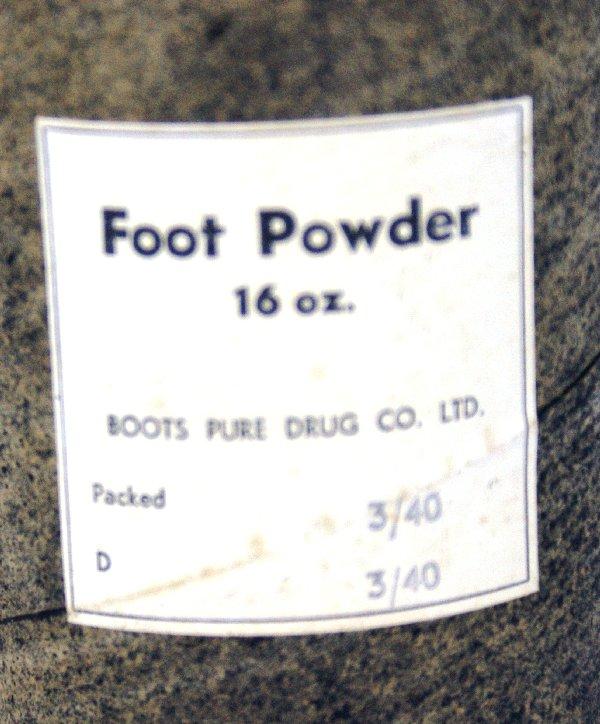 Foot Powder
16 oz.
BOOTS PURE DRUG CO. LTD.
Packed 3/40
D 3/40